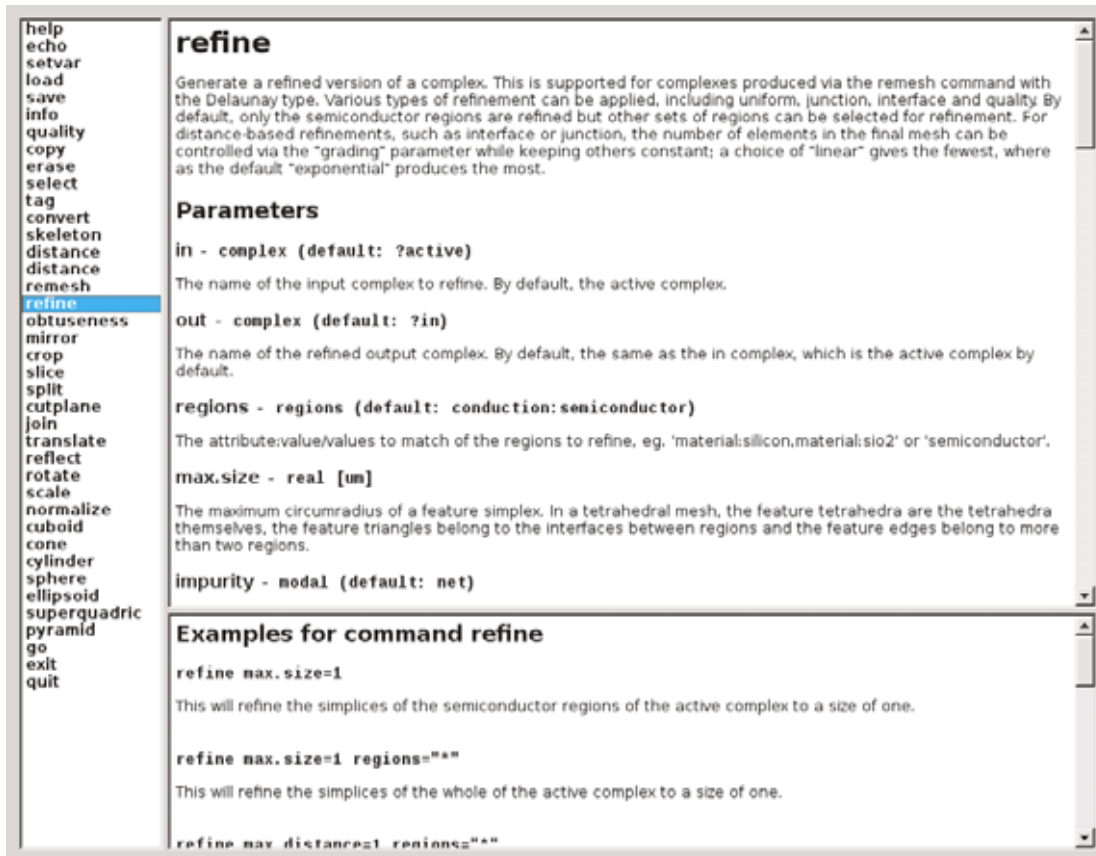 help
echo
setvar
load
save
info
quality
copy
erase
select
tag
convert
skeleton
distance
distance
remesh
refine
obtuseness
mirror
crop
slice
split
cutplane
join
translate
reflect
rotate
scale
normalize
cuboid
cone
cylinder
sphere
ellipsoid
superquadric
pyramid
go
exit
quit
refine
Generate a refined version of a complex. This is supported for complexes produced via the remesh command with
the Delaunay type. Various types of refinement can be applied, including uniform, junction, interface and quality. By
default, only the semiconductor regions are refined but other sets of regions can be selected for refinement. For
distance-based refinements, such as interface or junction, the number of elements in the final mesh can be
controlled via the "grading" parameter while keeping others constant; a choice of "linear" gives the fewest, where
as the default "exponential" produces the most.
Parameters
in - complex (default: ?active)
The name of the input complex to refine. By default, the active complex.
out - complex (default: ?in)
The name of the refined output complex. By default, the same as the in complex, which is the active complex by
default.
regions - regions (default: conduction:semiconductor)
The attribute:value/values to match of the regions to refine, eg. 'material:silicon,material:sio2' or 'semiconductor'.
max.size - real [um]
The maximum circumradius of a feature simplex. In a tetrahedral mesh, the feature tetrahedra are the tetrahedra
themselves, the feature triangles belong to the interfaces between regions and the feature edges belong to more
than two regions.
impurity - modal (default: net)
Examples for command refine
refine max.size=1
This will refine the simplices of the semiconductor regions of the active complex to a size of one.
refine max.size=1 regions="*"
This will refine the simplices of the whole of the active complex to a size of one.
refine max.distance=1 regions="*"